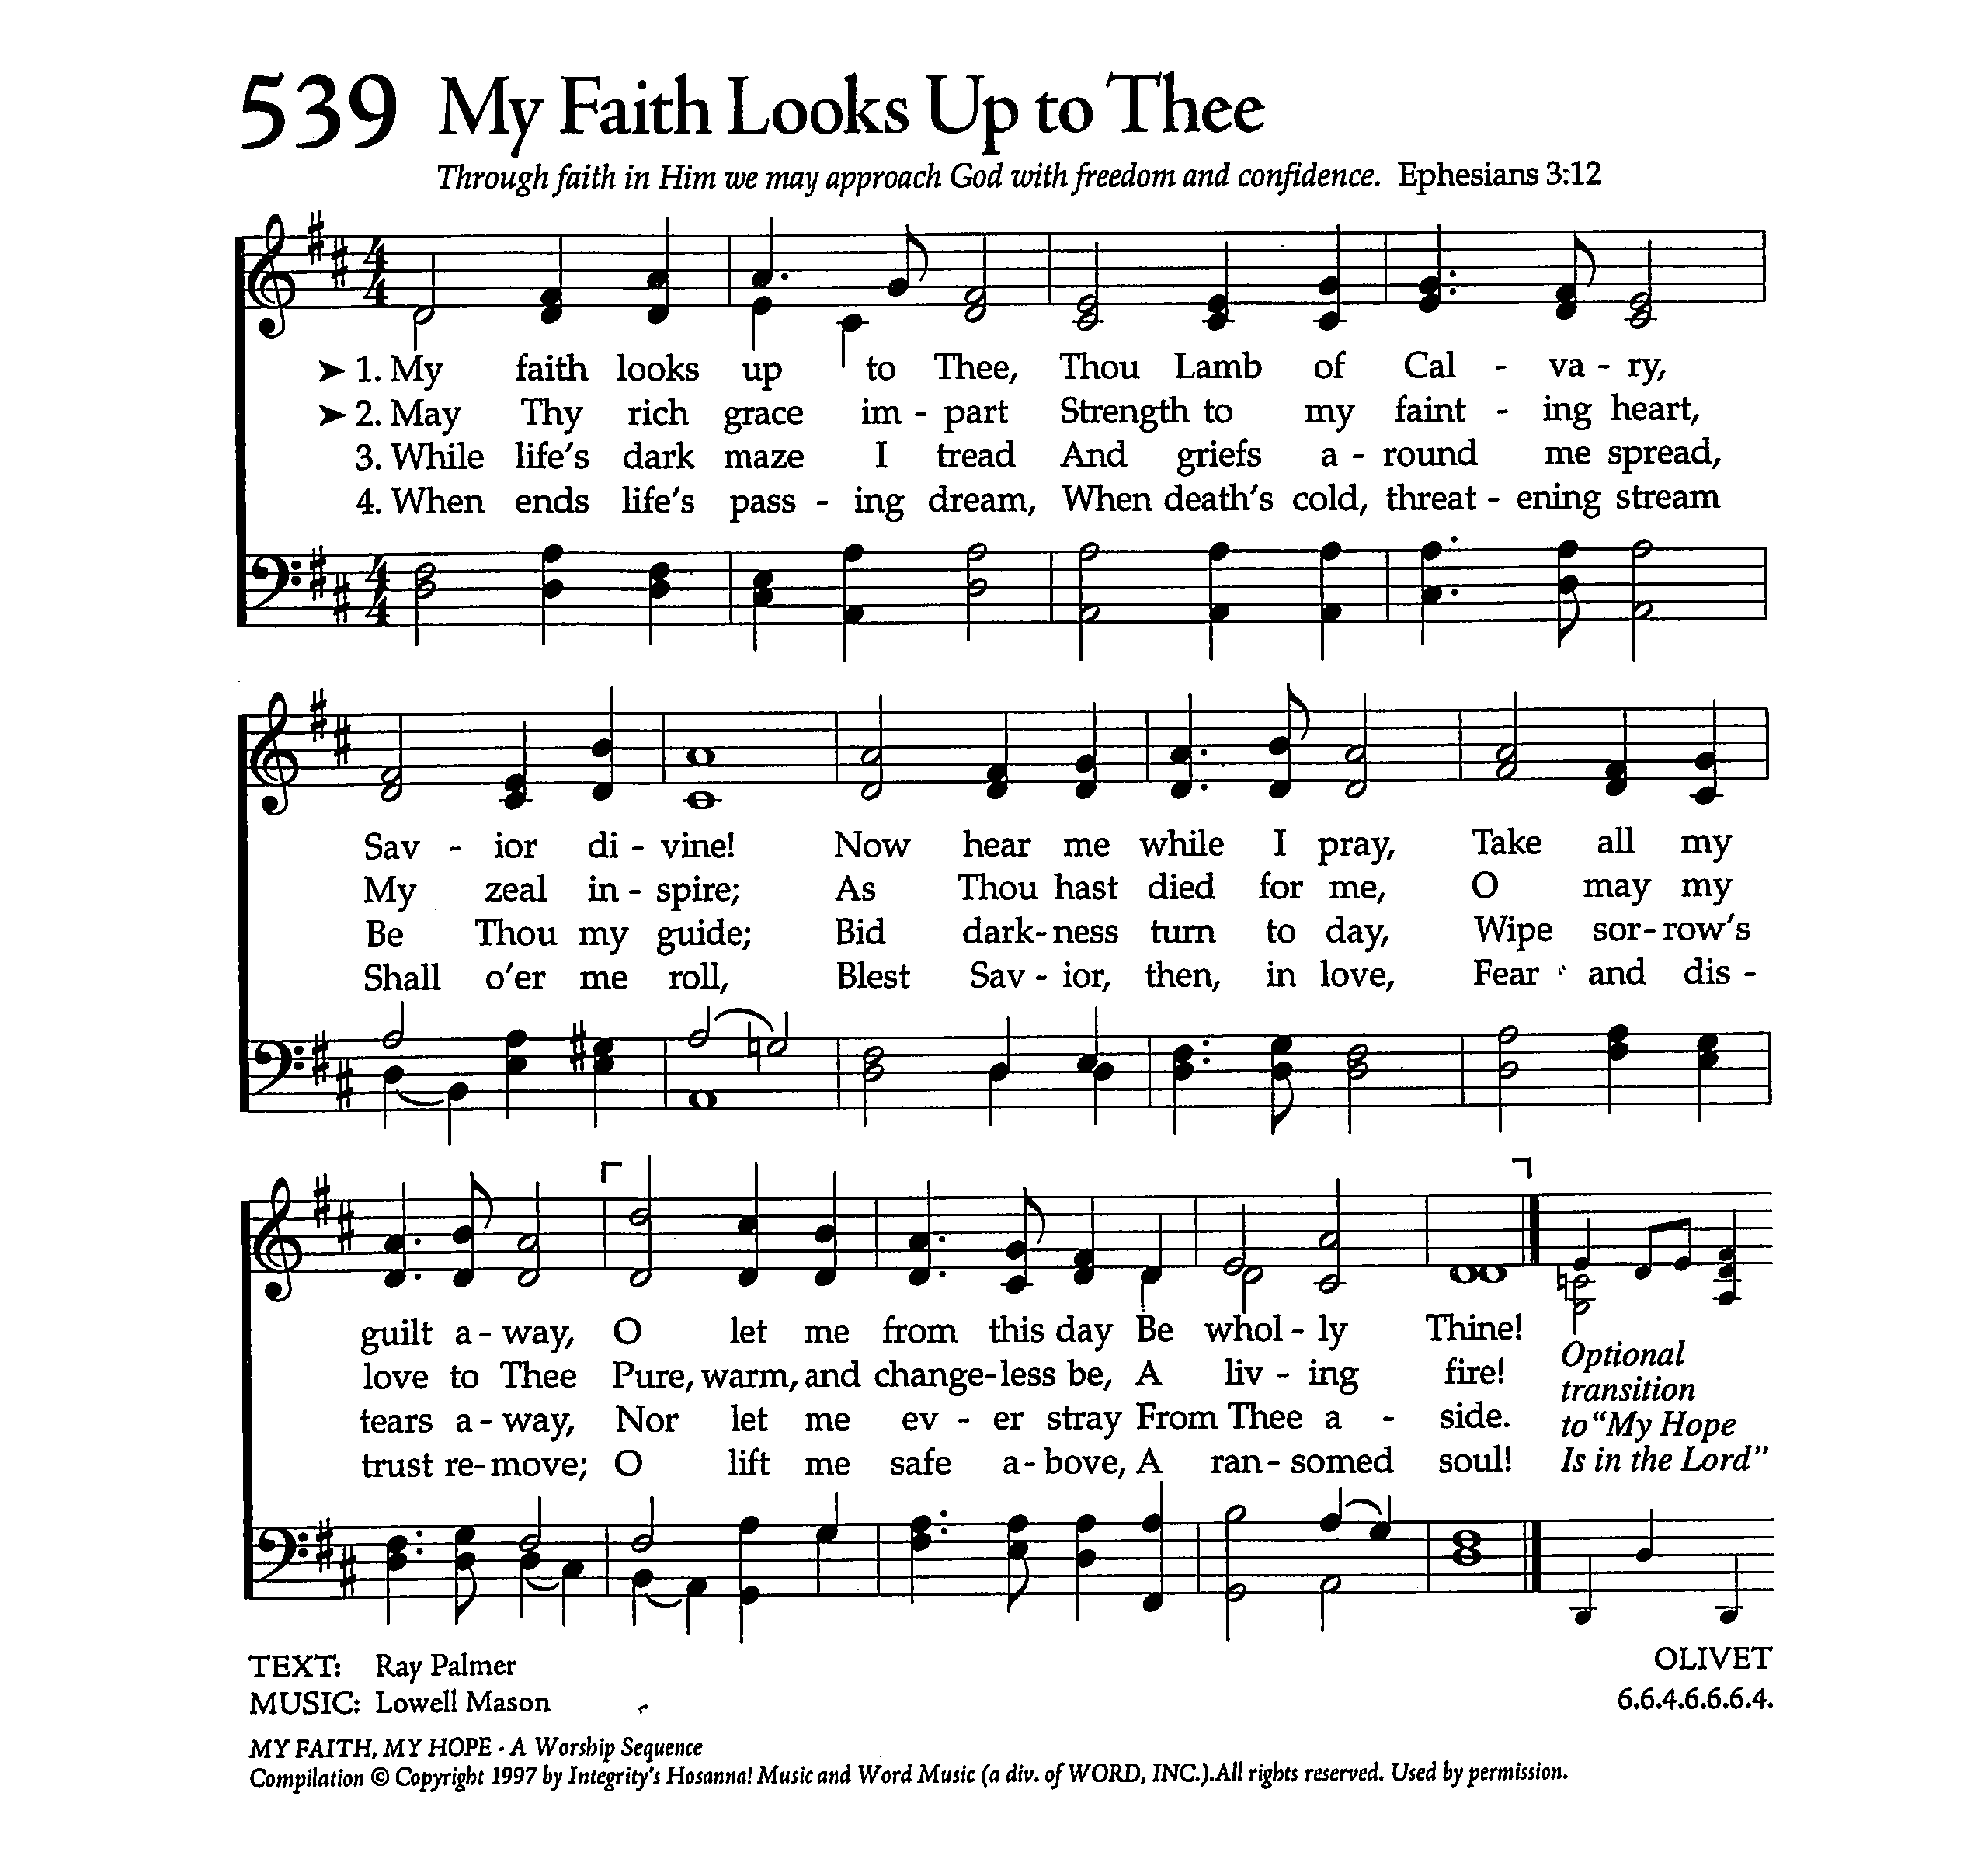 539 My Faith Looks Up to Thee
Through faith in Him we may approach God with freedom and confidence. Ephesians 3:12
➤ 1. My faith looks up to Thee, Thou Lamb of Cal - va - ry,
➤ 2. May Thy rich grace im - part Strength to my faint - ing heart,
3. While life's dark maze I tread And griefs a - round me spread,
4. When ends life's pass - ing dream, When death's cold, threat - ening stream
Sav - ior di - vine! Now hear me while I pray, Take all my
My zeal in - spire; As Thou hast died for me, O may my
Be Thou my guide; Bid dark - ness turn to day, Wipe sor - row's
Shall o'er me roll, Blest Sav - ior, then, in love, Fear and dis -
guilt a - way, O let me from this day Be whol - ly Thine!
love to Thee Pure, warm, and change - less be, A liv - ing fire!
tears a - way, Nor let me ev - er stray From Thee a - side.
trust re - move; O lift me safe a - bove, A ran - somed soul!
Optional
transition
to "My Hope
Is in the Lord"
TEXT: Ray Palmer
MUSIC: Lowell Mason
OLIVET
6.6.4.6.6.6.4.
MY FAITH, MY HOPE - A Worship Sequence
Compilation © Copyright 1997 by Integrity's Hosanna! Music and Word Music (a div. of WORD, INC.).All rights reserved. Used by permission.